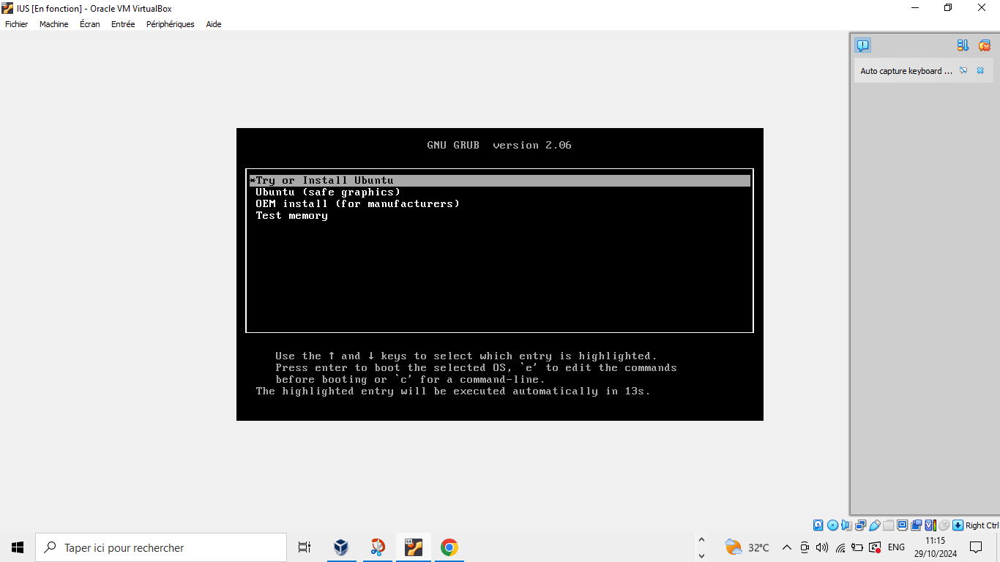 IUS [En fonction] - Oracle VM VirtualBox
Fichier Machine Écran Entrée Périphériques Aide
Auto capture keyboard ...
GNU GRUB version 2.06
*Try or Install Ubuntu
Ubuntu (safe graphics)
OEM install (for manufacturers)
Test memory
Use the ↑ and ↓ keys to select which entry is highlighted.
Press enter to boot the selected OS, `e' to edit the commands
before booting or `c' for a command-line.
The highlighted entry will be executed automatically in 13s.
Right Ctrl
Taper ici pour rechercher
32°C
ENG
11:15
29/10/2024